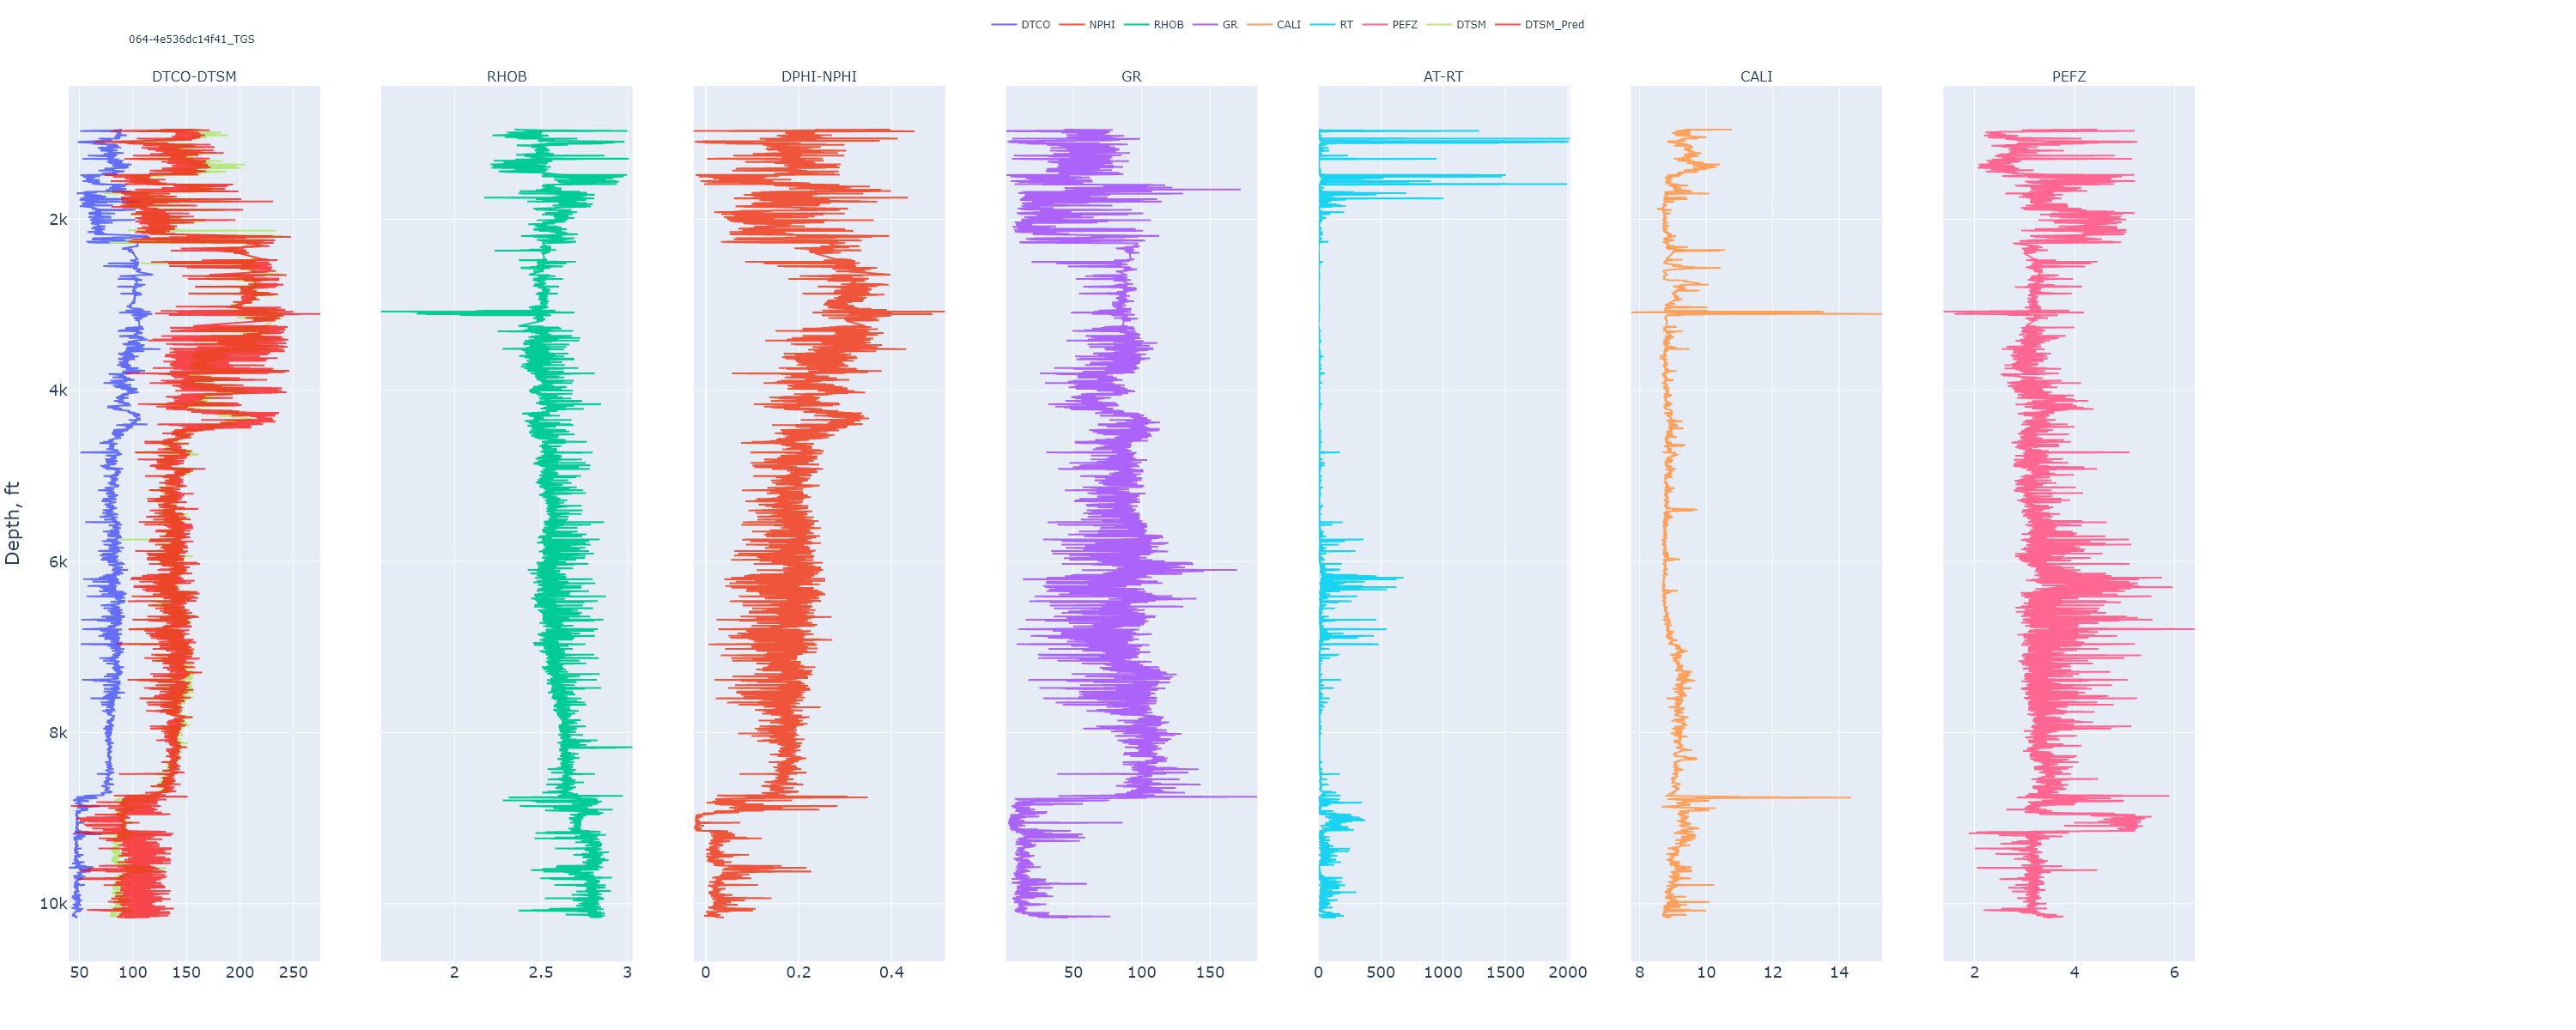 DTCO NPHI RHOB GR CALI RT PEFZ DTSM DTSM_Pred
064-4e536dc14f41_TGS
DTCO-DTSM RHOB DPHI-NPHI GR AT-RT CALI PEFZ
2k
4k
6k
8k
10k
Depth, ft
50 100 150 200 250 2 2.5 3 0 0.2 0.4 50 100 150 0 500 1000 1500 2000 8 10 12 14 2 4 6